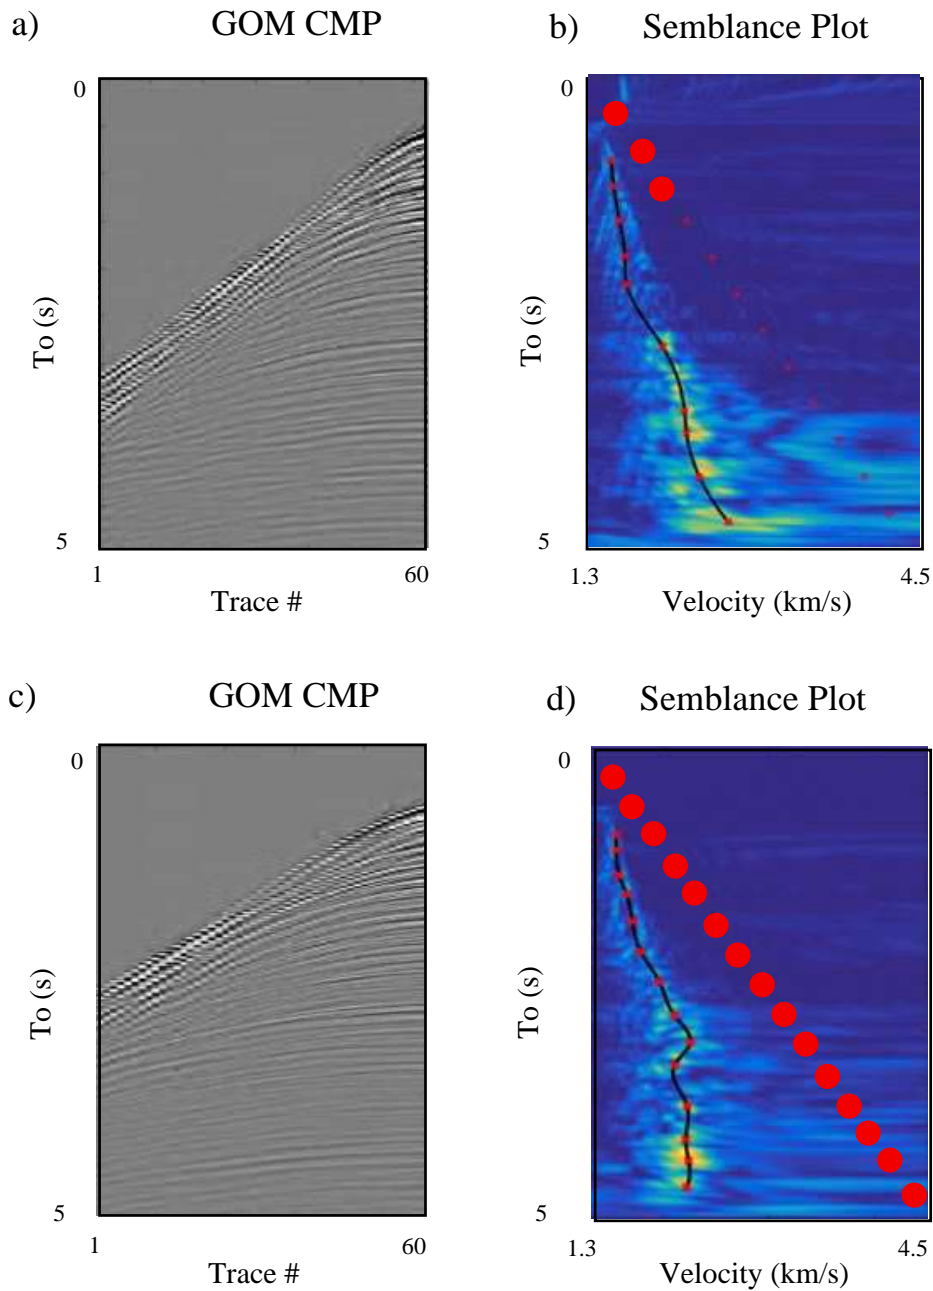 a) GOM CMP
b) Semblance Plot
0
To (s)
5
1 60
Trace #
0
To (s)
5
1.3 4.5
Velocity (km/s)
c) GOM CMP
d) Semblance Plot
0
To (s)
5
1 60
Trace #
0
To (s)
5
1.3 4.5
Velocity (km/s)